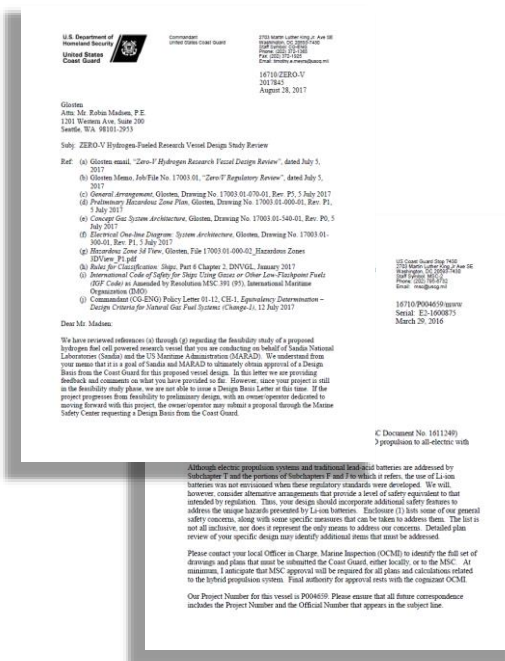 U.S. Department of
Homeland Security
United States
Coast Guard
Commandant
United States Coast Guard
2703 Martin Luther King Jr. Ave SE
Washington, DC 20593-7430
Staff Symbol: CG-ENG
16710/ZERO-V
2017845
August 28, 2017
Glosten
Attn: Mr. Robin Madsen, P.E.
1201 Western Ave, Suite 200
Seattle, WA 98101-2953
Subj: ZERO-V Hydrogen-Fueled Research Vessel Design Study Review
Ref: (a) Glosten email, "Zero-V Hydrogen Research Vessel Design Review", dated July 5,
2017
(b) Glosten Memo, Job/File No. 17003.01, "Zero-V Regulatory Review", dated July 5,
2017
(c) General Arrangement, Glosten, Drawing No. 17003.01-070-01, Rev. P5, 5 July 2017
(d) Preliminary Hazardous Zone Plan, Glosten, Drawing No. 17003.01-000-01, Rev. P1,
5 July 2017
(e) Concept Gas System Architecture, Glosten, Drawing No. 17003.01-540-01, Rev. P0, 5
July 2017
(f) Electrical One-line Diagram: System Architecture, Glosten, Drawing No. 17003.01-
300-01, Rev. P1, 5 July 2017
(g) Hazardous Zone 3d View, Glosten, File 17003.01-000-02_Hazardous Zones
3DView_P1.pdf
(h) Rules for Classification: Ships, Part 6 Chapter 2, DNVGL, January 2017
(i) International Code of Safety for Ships Using Gases or Other Low-Flashpoint Fuels
(IGF Code) as Amended by Resolution MSC.391 (95), International Maritime
Organization (IMO)
(j) Commandant (CG-ENG) Policy Letter 01-12, CH-1, Equivalency Determination –
Design Criteria for Natural Gas Fuel Systems (Change-1), 12 July 2017
Dear Mr. Madsen:
We have reviewed references (a) through (g) regarding the feasibility study of a proposed
hydrogen fuel cell powered research vessel that you are conducting on behalf of Sandia National
Laboratories (Sandia) and the US Maritime Administration (MARAD). We understand from
your memo that it is a goal of Sandia and MARAD to ultimately obtain approval of a Design
Basis from the Coast Guard for this proposed vessel design. In this letter we are providing
feedback and comments on what you have provided so far. However, since your project is still
in the feasibility study phase, we are not able to issue a Design Basis Letter at this time. If the
project progresses from feasibility to preliminary design, with an owner/operator dedicated to
moving forward with this project, the owner/operator may submit a proposal through the Marine
Safety Center requesting a Design Basis from the Coast Guard.
US Coast Guard Stop 7430
2703 Martin Luther King Jr Ave SE
16710/P004659/
Serial: E2-1600875
March 29, 2016
C Document No. 1611249)
propulsion to all-electric with
Although electric propulsion systems and traditional lead-acid batteries are addressed by
Subchapter T and the portions of Subchapters F and J to which it refers, the use of Li-ion
batteries was not envisioned when these regulatory standards were developed. We will,
however, consider alternative arrangements that provide a level of safety equivalent to that
intended by regulation. Thus, your design should incorporate additional safety features to
address the unique hazards presented by Li-ion batteries. Enclosure (1) lists some of our general
safety concerns, along with some specific measures that can be taken to address them. The list is
not all inclusive, nor does it represent the only means to address our concerns. Detailed plan
review of your specific design may identify additional items that must be addressed.
Please contact your local Officer in Charge, Marine Inspection (OCMI) to identify the full set of
drawings and plans that must be submitted the Coast Guard, either locally, or to the MSC. At
minimum, I anticipate that MSC approval will be required for all plans and calculations related
to the hybrid propulsion system. Final authority for approval rests with the cognizant OCMI.
Our Project Number for this vessel is P004659. Please ensure that all future correspondence
includes the Project Number and the Official Number that appears in the subject line.